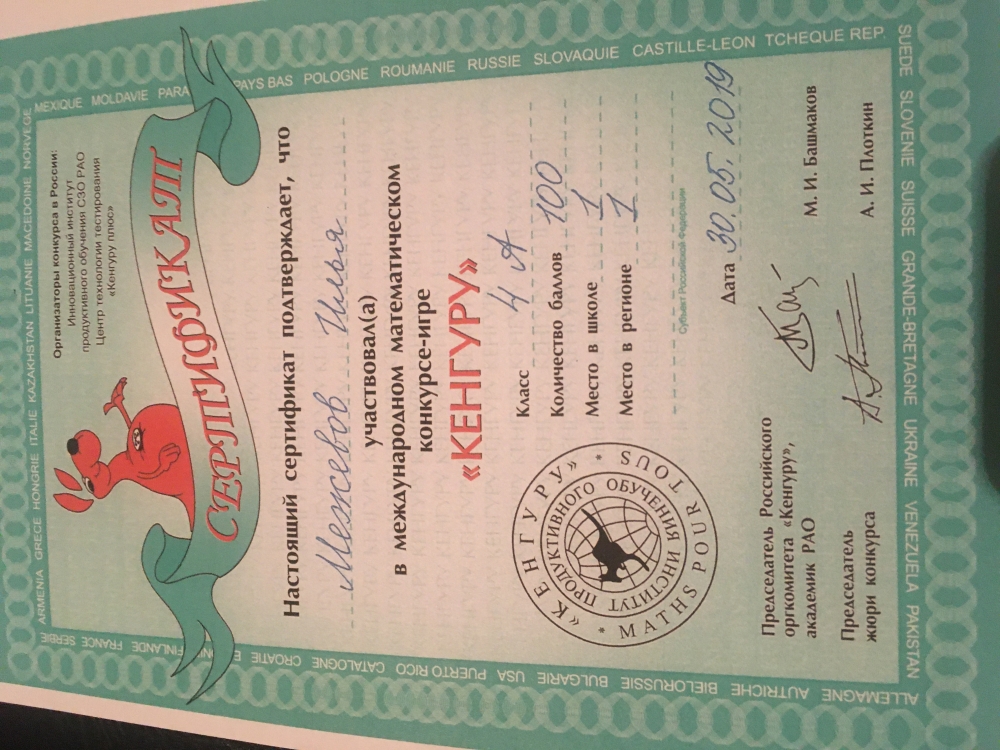 ARMENIA GRECE HONGRIE ITALIE KAZAKHSTAN LITUANIE MACEDOINE NORVEGE
MEXIQUE MOLDAVIE PARA
PAYS BAS POLOGNE ROUMANIE RUSSIE SLOVAQUIE CASTILLE-LEON TCHEQUE REP.
SUEDE SLOVENIE SUISSE GRANDE-BRETAGNE UKRAINE VENEZUELA PAKISTAN
ALLEMAGNE AUTRICHE BIELORUSSIE BULGARIE USA PUERTO RICO CATALOGNE CROATIE
FINLANDE FRANCE SERBIE
Организаторы конкурса в России:
Инновационный институт
продуктивного обучения СЗО РАО
Центр технологии тестирования
«Кенгуру плюс»
СЕРТИФИКАТ
Настоящий сертификат подтверждает, что
Межевов Илья
участвовал(а)
в международном математическом
конкурсе-игре
«КЕНГУРУ»
Класс 4 А
Количество баллов 100
Место в школе 1
Место в регионе 1
Субъект Российской Федерации
Дата 30.05.2019
«КЕНГУРУ» * MATHS POUR TOUS *
ИНСТИТУТ ПРОДУКТИВНОГО ОБУЧЕНИЯ
Председатель Российского
оргкомитета «Кенгуру»,
академик РАО М. И. Башмаков
Председатель
жюри конкурса А. И. Плоткин